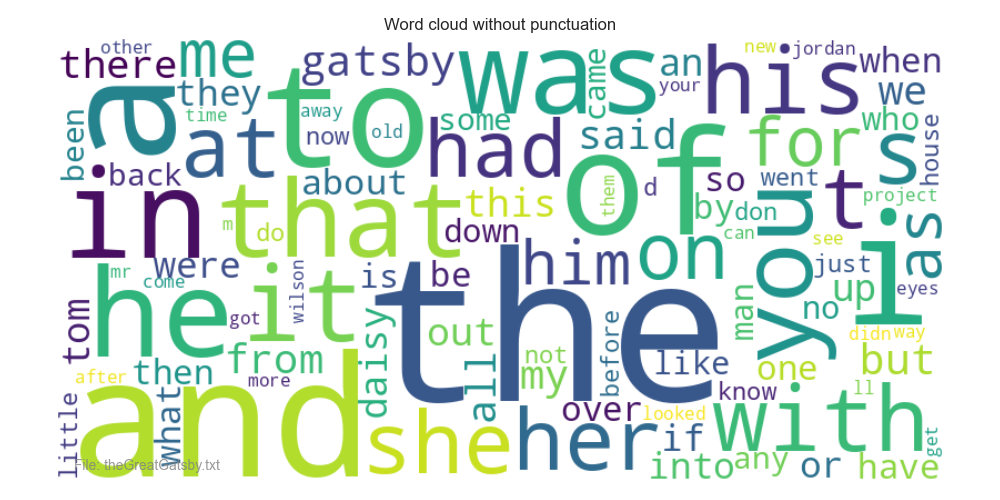 Word cloud without punctuation
other
there
me
gatsby
was
came
an
new
jordan
when
his
your
we
they
a
to
away
been
time
at
now
old
some
had
said
for
who
s
house
back
about
that
this
of
them
d
so
went
t
project
in
m
do
down
by
don
can
you
see
as
mr
were
come
he
it
wilson
is
be
him
on
just
i
eyes
up
no
tom
got
the
man
didn
way
from
daisy
out
not
before
like
one
but
after
then
more
my
all
know
ll
little
what
and
she
her
over
looked
with
if
into
any
or
have
get
File: theGreatGatsby.txt